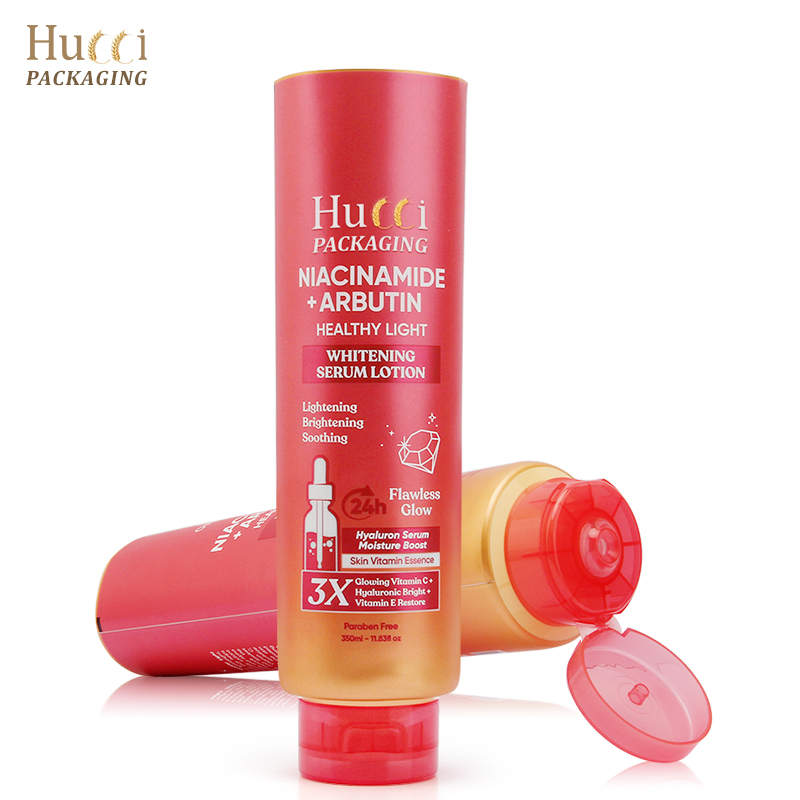 Hucci
PACKAGING
Hucci
PACKAGING
NIACINAMIDE
+ ARBUTIN
HEALTHY LIGHT
WHITENING
SERUM LOTION
Lightening
Brightening
Soothing
24h
Flawless
Glow
Hyaluron Serum
Moisture Boost
Skin Vitamin Essence
3X
Glowing Vitamin C +
Hyaluronic Bright +
Vitamin E Restore
Paraben Free
350ml - 11.83fl oz